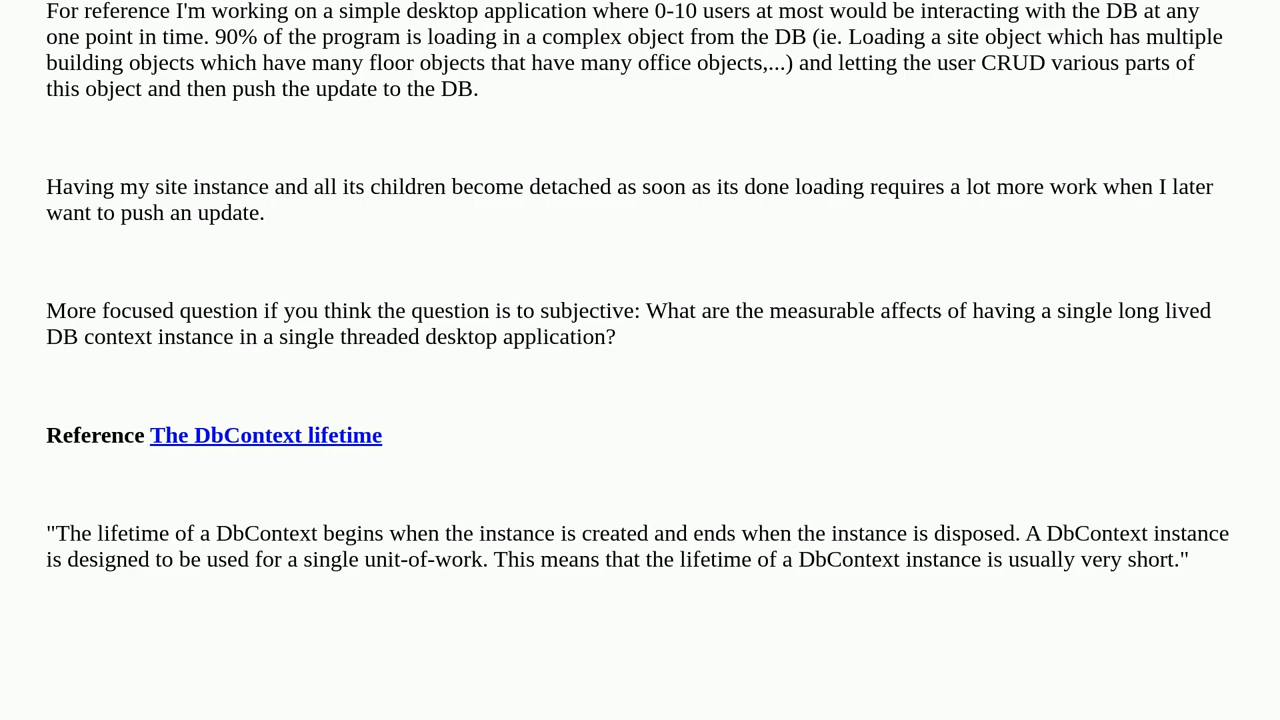 For reference I'm working on a simple desktop application where 0-10 users at most would be interacting with the DB at any
one point in time. 90% of the program is loading in a complex object from the DB (ie. Loading a site object which has multiple
building objects which have many floor objects that have many office objects,...) and letting the user CRUD various parts of
this object and then push the update to the DB.
Having my site instance and all its children become detached as soon as its done loading requires a lot more work when I later
want to push an update.
More focused question if you think the question is to subjective: What are the measurable affects of having a single long lived
DB context instance in a single threaded desktop application?
Reference The DbContext lifetime
"The lifetime of a DbContext begins when the instance is created and ends when the instance is disposed. A DbContext instance
is designed to be used for a single unit-of-work. This means that the lifetime of a DbContext instance is usually very short."